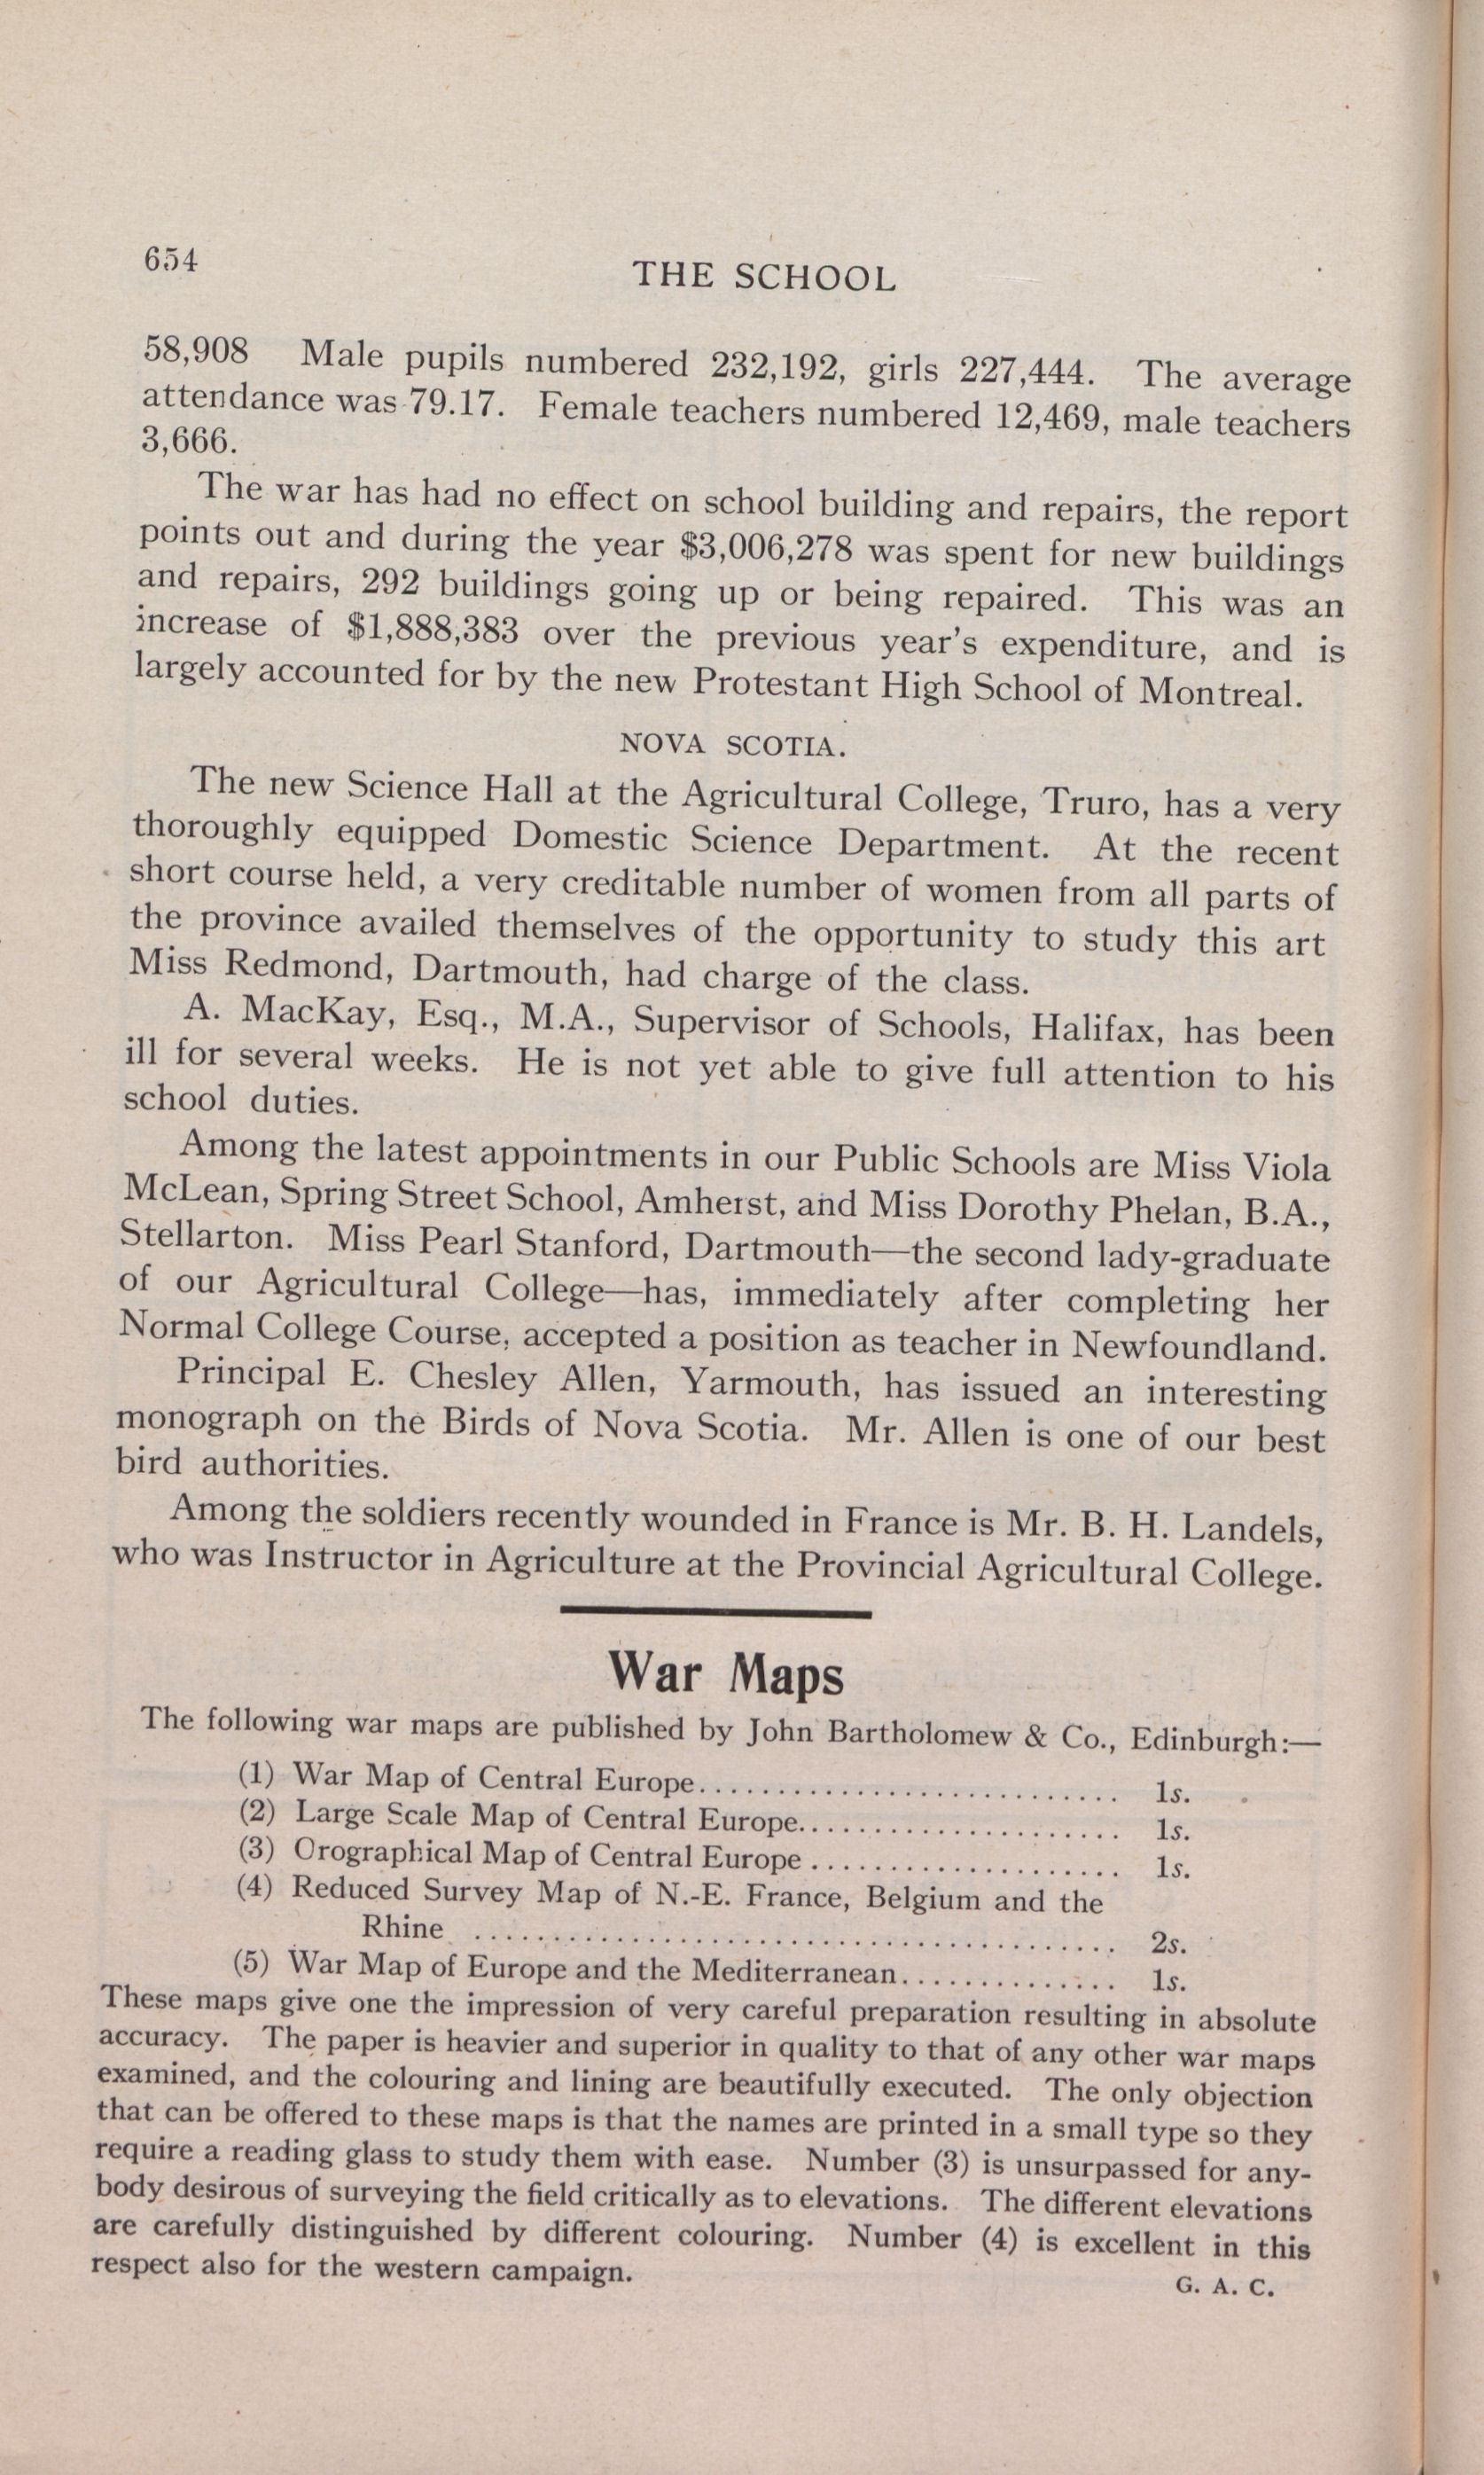 654
THE SCHOOL
58,908 Male pupils numbered 232,192, girls 227,444. The average
attendance was 79.17. Female teachers numbered 12,469, male teachers
3,666.
The war has had no effect on school building and repairs, the report
points out and during the year $3,006,278 was spent for new buildings
and repairs, 292 buildings going up or being repaired. This was an
increase of $1,888,383 over the previous year's expenditure, and is
largely accounted for by the new Protestant High School of Montreal.
NOVA SCOTIA.
The new Science Hall at the Agricultural College, Truro, has a very
thoroughly equipped Domestic Science Department. At the recent
short course held, a very creditable number of women from all parts of
the province availed themselves of the opportunity to study this art
Miss Redmond, Dartmouth, had charge of the class.
A. MacKay, Esq., M.A., Supervisor of Schools, Halifax, has been
ill for several weeks. He is not yet able to give full attention to his
school duties.
Among the latest appointments in our Public Schools are Miss Viola
McLean, Spring Street School, Amherst, and Miss Dorothy Phelan, B.A.,
Stellarton. Miss Pearl Stanford, Dartmouth—the second lady-graduate
of our Agricultural College—has, immediately after completing her
Normal College Course, accepted a position as teacher in Newfoundland.
Principal E. Chesley Allen, Yarmouth, has issued an interesting
monograph on the Birds of Nova Scotia. Mr. Allen is one of our best
bird authorities.
Among the soldiers recently wounded in France is Mr. B. H. Landels,
who was Instructor in Agriculture at the Provincial Agricultural College.
War Maps
The following war maps are published by John Bartholomew & Co., Edinburgh:—
(1) War Map of Central Europe........................... 1s.
(2) Large Scale Map of Central Europe..................... 1s.
(3) Orographical Map of Central Europe .................... 1s.
(4) Reduced Survey Map of N.-E. France, Belgium and the
Rhine ......................................... 2s.
(5) War Map of Europe and the Mediterranean.............. 1s.
These maps give one the impression of very careful preparation resulting in absolute
accuracy. The paper is heavier and superior in quality to that of any other war maps
examined, and the colouring and lining are beautifully executed. The only objection
that can be offered to these maps is that the names are printed in a small type so they
require a reading glass to study them with ease. Number (3) is unsurpassed for any-
body desirous of surveying the field critically as to elevations. The different elevations
are carefully distinguished by different colouring. Number (4) is excellent in this
respect also for the western campaign.
G. A. C.